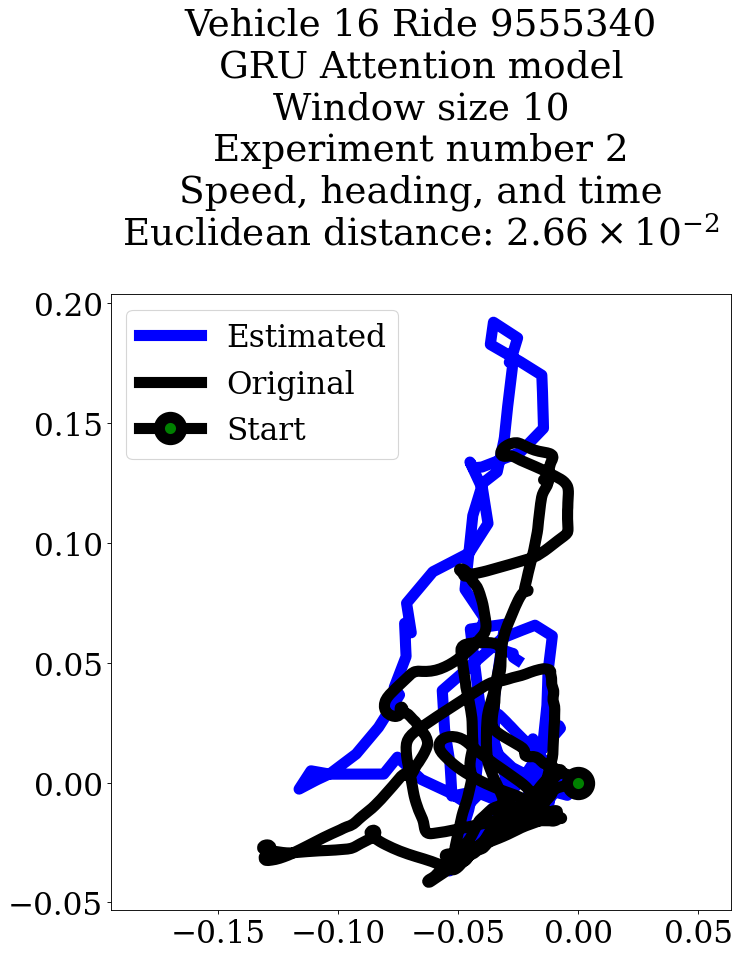 Vehicle 16 Ride 9555340
GRU Attention model
Window size 10
Experiment number 2
Speed, heading, and time
Euclidean distance: 2.66 × 10⁻²
0.20
Estimated
Original
0.15
Start
0.10
0.05
0.00
−0.05
−0.15 −0.10 −0.05 0.00 0.05